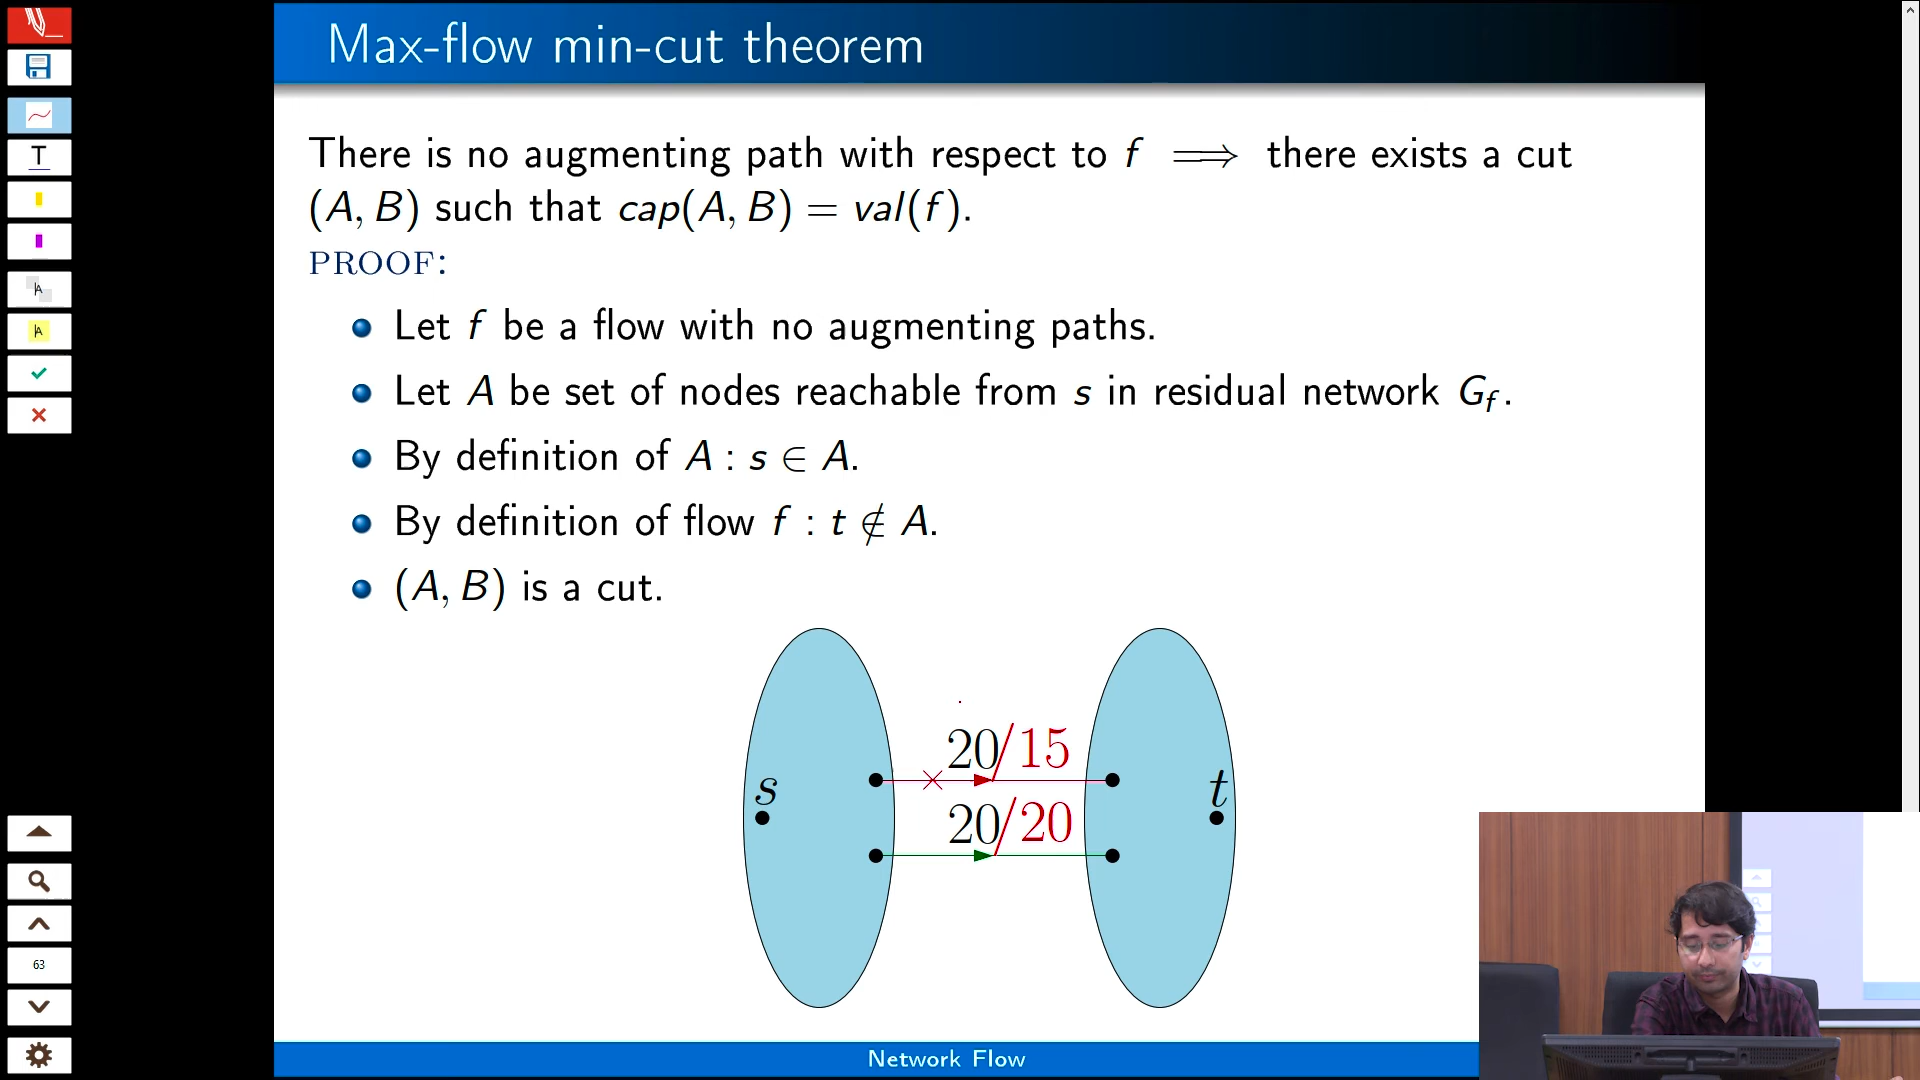 Max-flow min-cut theorem
There is no augmenting path with respect to f ⟹ there exists a cut
(A, B) such that cap(A, B) = val(f).
PROOF:
Let f be a flow with no augmenting paths.
Let A be set of nodes reachable from s in residual network G_f.
By definition of A : s ∈ A.
By definition of flow f : t ∉ A.
(A, B) is a cut.
20/15
s
t
20/20
Network Flow
T
A
A
63